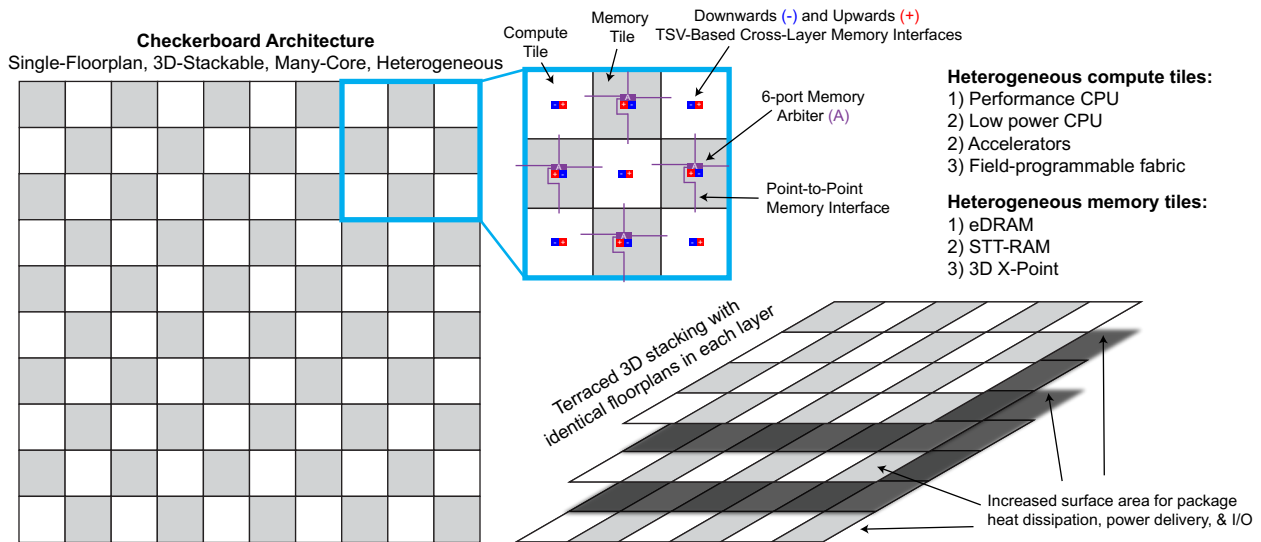 Checkerboard Architecture
Single-Floorplan, 3D-Stackable, Many-Core, Heterogeneous
Compute
Tile
Memory
Tile
Downwards (-) and Upwards (+)
TSV-Based Cross-Layer Memory Interfaces
- +
A
+ -
- +
A
+ -
- +
A
+ -
- +
A
+ -
- +
6-port Memory
Arbiter (A)
Point-to-Point
Memory Interface
Heterogeneous compute tiles:
1) Performance CPU
2) Low power CPU
2) Accelerators
3) Field-programmable fabric
Heterogeneous memory tiles:
1) eDRAM
2) STT-RAM
3) 3D X-Point
Terraced 3D stacking with
identical floorplans in each layer
Increased surface area for package
heat dissipation, power delivery, & I/O